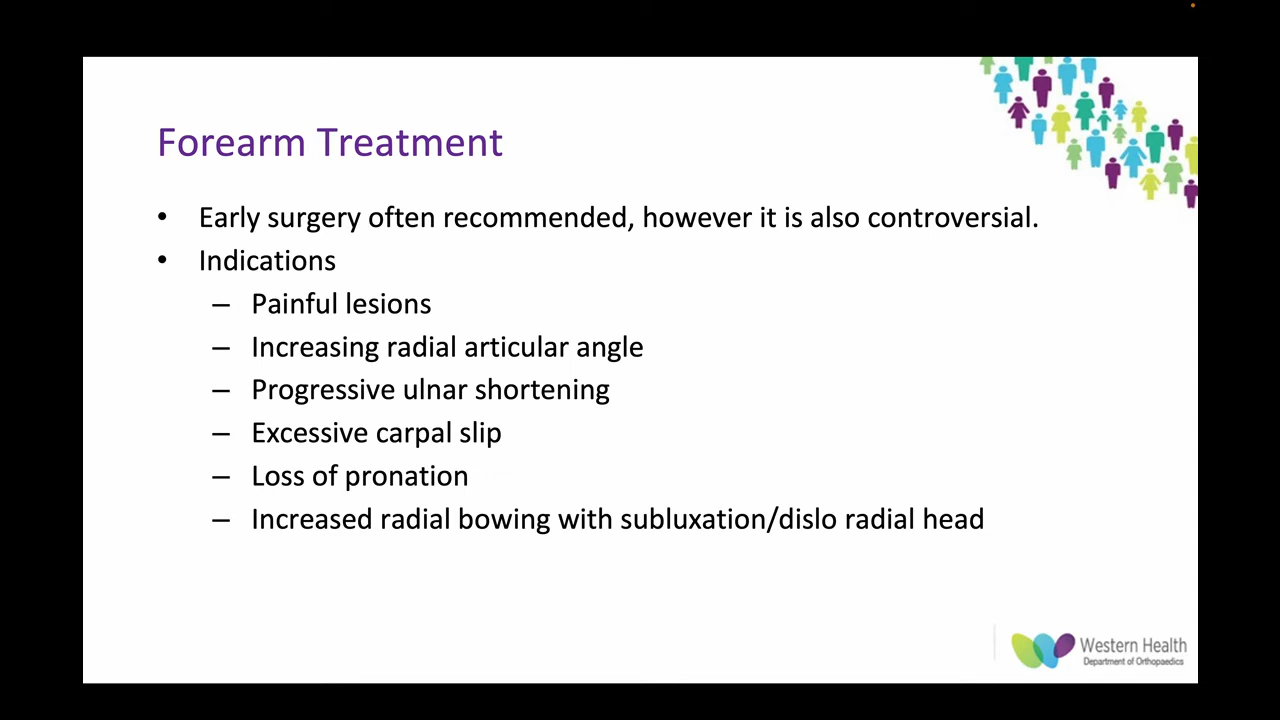 Forearm Treatment
• Early surgery often recommended, however it is also controversial.
• Indications
– Painful lesions
– Increasing radial articular angle
– Progressive ulnar shortening
– Excessive carpal slip
– Loss of pronation
– Increased radial bowing with subluxation/dislo radial head
Western Health
Department of Orthopaedics